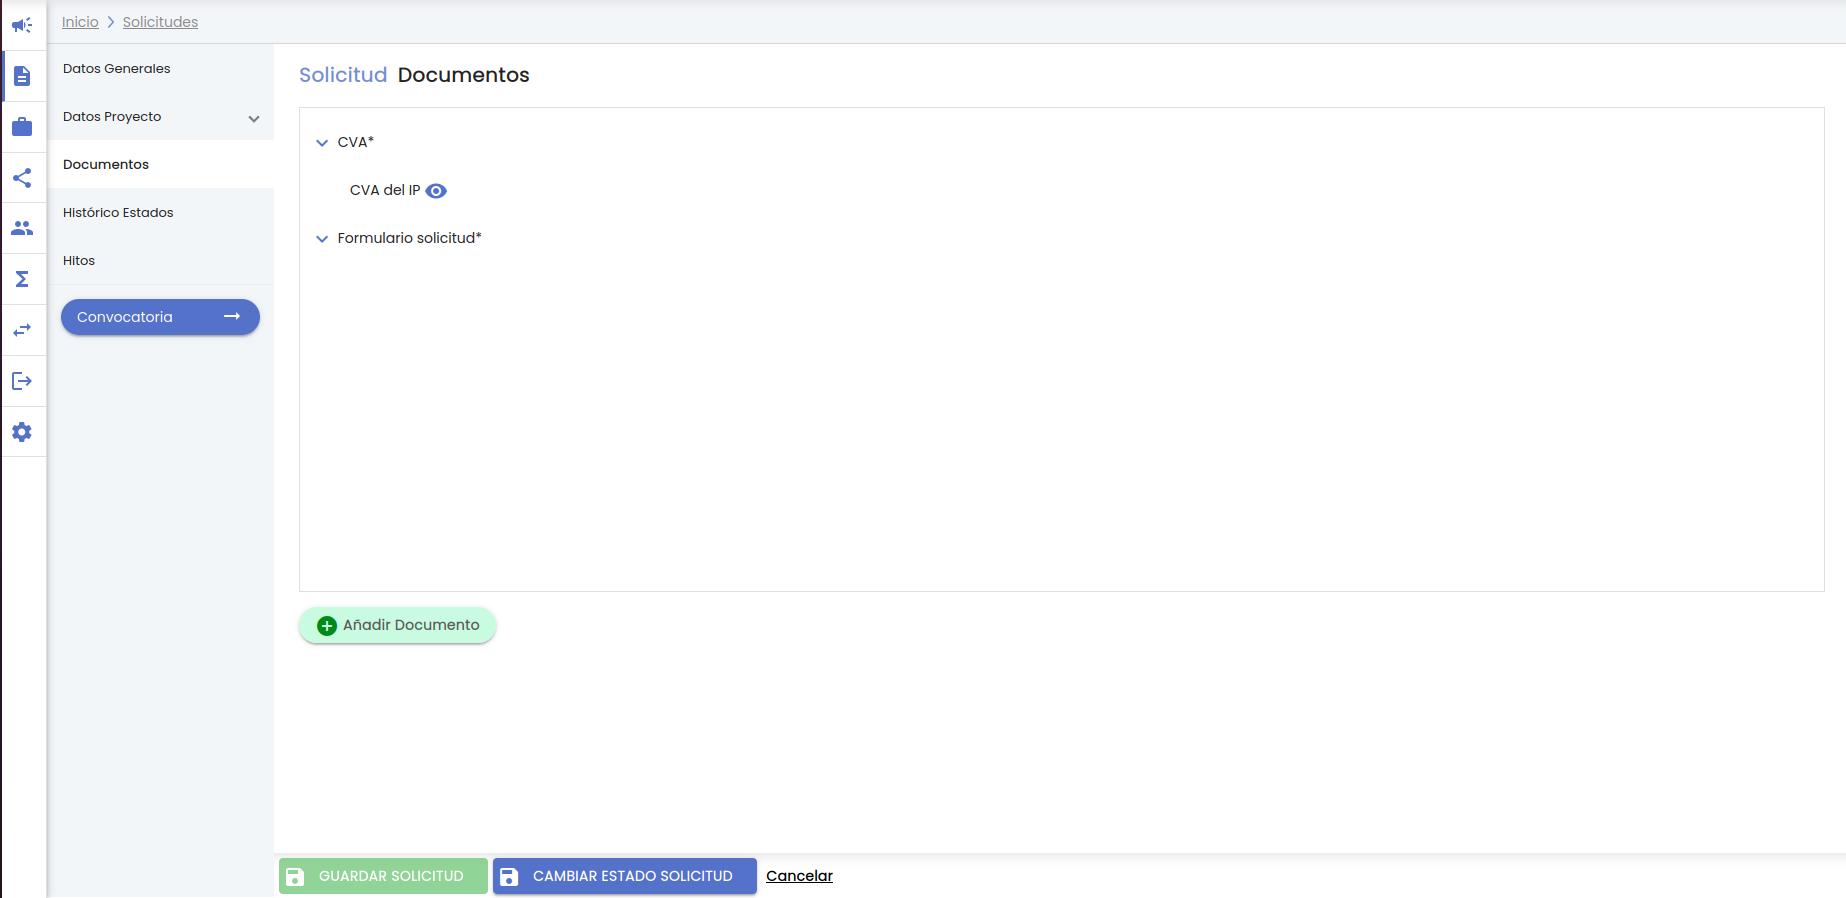 Inicio > Solicitudes
Datos Generales
Datos Proyecto
Documentos
Histórico Estados
Hitos
Convocatoria
Solicitud Documentos
CVA*
CVA del IP
Formulario solicitud*
Añadir Documento
GUARDAR SOLICITUD
CAMBIAR ESTADO SOLICITUD
Cancelar